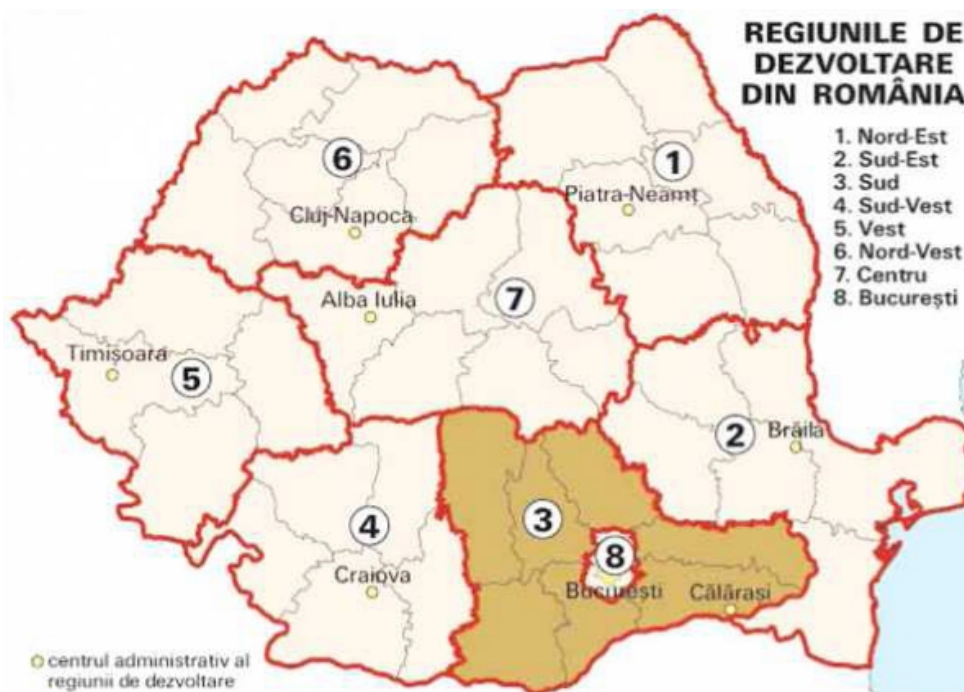 REGIUNILE DE
DEZVOLTARE
DIN ROMÂNIA
1. Nord-Est
2. Sud-Est
3. Sud
4. Sud-Vest
5. Vest
6. Nord-Vest
7. Centru
8. București
6
1
Piatra-Neamț
Cluj-Napoca
7
Alba Iulia
Timișoara
5
2
Brăila
4
3
8
Craiova
București
Călărași
centrul administrativ al
regiunii de dezvoltare